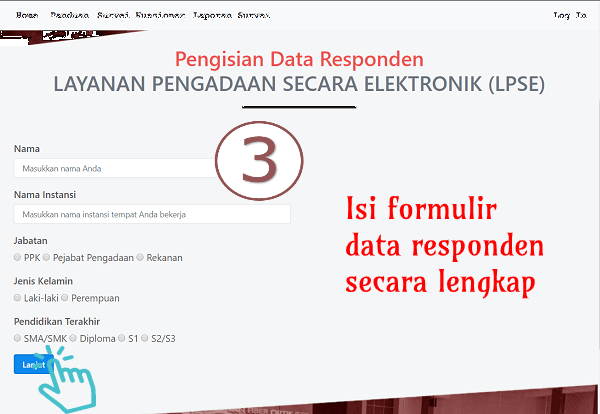 Home Panduan Survei Kuesioner Laporan Survei Log In
Pengisian Data Responden
LAYANAN PENGADAAN SECARA ELEKTRONIK (LPSE)
Nama
Masukkan nama Anda
3
Nama Instansi
Masukkan nama instansi tempat Anda bekerja
Isi formulir
data responden
secara lengkap
Jabatan
PPK Pejabat Pengadaan Rekanan
Jenis Kelamin
Laki-laki Perempuan
Pendidikan Terakhir
SMA/SMK Diploma S1 S2/S3
Lanjut